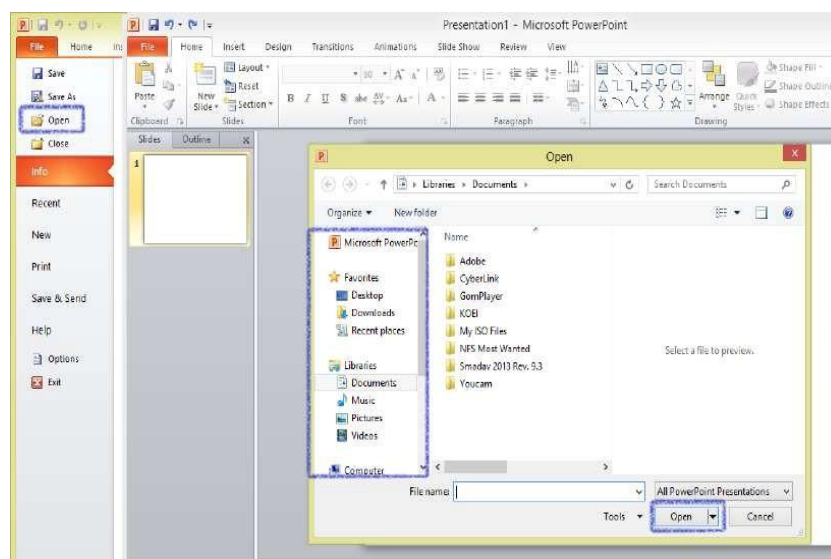 File Home
Save
Save As
Open
Close
Info
Recent
New
Print
Save & Send
Help
Options
Exit
Presentation1 - Microsoft PowerPoint
File Home Insert Design Transitions Animations Slide Show Review View
Paste
New
Slide
Layout
Reset
Section
B I U S abc AV Aa A
Arrange
Quick
Styles
Shape Fill
Shape Outline
Shape Effects
Clipboard Slides Font Paragraph Drawing
Slides Outline
1
Open
Libraries Documents
Search Documents
Organize New folder
Microsoft PowerPo
Favorites
Desktop
Downloads
Recent places
Libraries
Documents
Music
Pictures
Videos
Computer
Name
Adobe
CyberLink
GomPlayer
KOEI
My ISO Files
NFS Most Wanted
Smadav 2013 Rev. 9.3
Youcam
Select a file to preview.
File name:
All PowerPoint Presentations
Tools Open Cancel